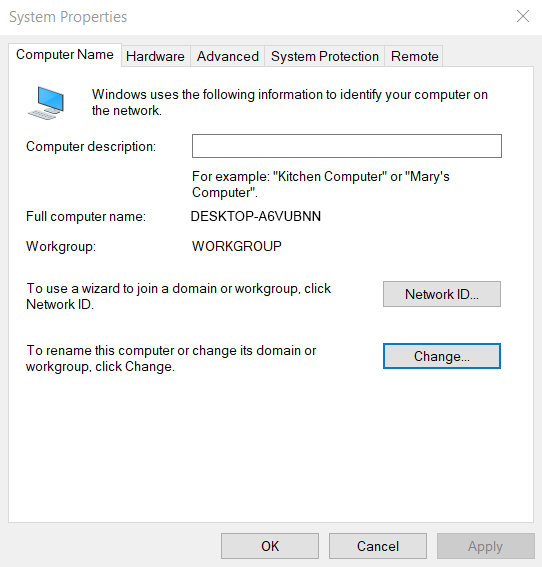 System Properties
Computer Name Hardware Advanced System Protection Remote
Windows uses the following information to identify your computer on
the network.
Computer description:
For example: "Kitchen Computer" or "Mary's
Computer".
Full computer name: DESKTOP-A6VUBNN
Workgroup: WORKGROUP
To use a wizard to join a domain or workgroup, click
Network ID.
Network ID...
To rename this computer or change its domain or
workgroup, click Change.
Change...
OK Cancel Apply